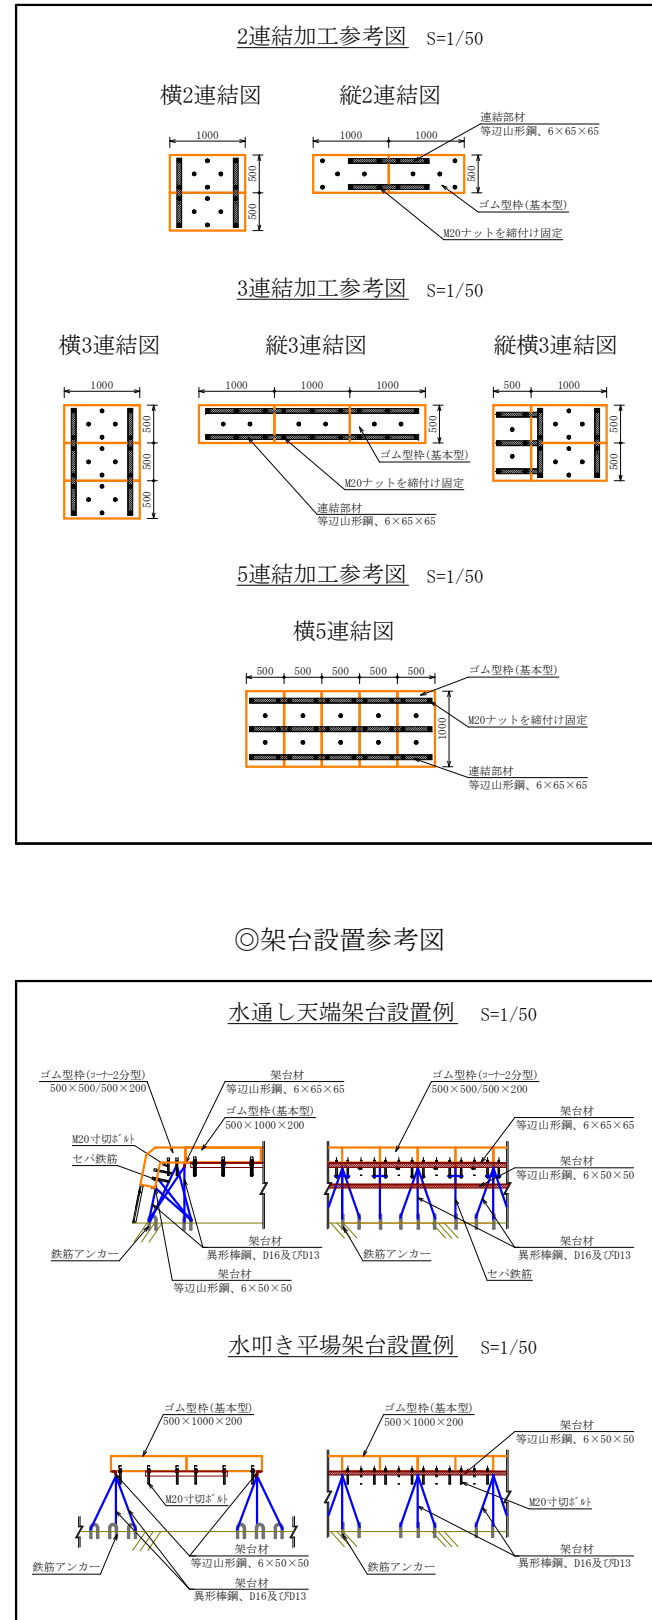 2連結加工参考図 S=1/50
横2連結図
縦2連結図
連結部材
等辺山形鋼、6×65×65
1000
1000
1000
500
500
500
ゴム型枠(基本型)
M20ナットを締付け固定
3連結加工参考図 S=1/50
横3連結図
縦3連結図
縦横3連結図
1000
1000
1000
1000
500
1000
500
500
500
500
500
500
ゴム型枠(基本型)
M20ナットを締付け固定
連結部材
等辺山形鋼、6×65×65
5連結加工参考図 S=1/50
横5連結図
500
500
500
500
500
ゴム型枠(基本型)
M20ナットを締付け固定
1000
連結部材
等辺山形鋼、6×65×65
◎架台設置参考図
水通し天端架台設置例 S=1/50
ゴム型枠(コーナー2分型)
500×500/500×200
架台材
等辺山形鋼、6×65×65
ゴム型枠(基本型)
500×1000×200
M20寸切ボルト
セパ鉄筋
鉄筋アンカー
架台材
異形棒鋼、D16及びD13
架台材
等辺山形鋼、6×50×50
ゴム型枠(コーナー2分型)
500×500/500×200
架台材
等辺山形鋼、6×65×65
架台材
等辺山形鋼、6×50×50
鉄筋アンカー
架台材
異形棒鋼、D16及びD13
セパ鉄筋
水叩き平場架台設置例 S=1/50
ゴム型枠(基本型)
500×1000×200
M20寸切ボルト
架台材
等辺山形鋼、6×50×50
鉄筋アンカー
架台材
異形棒鋼、D16及びD13
ゴム型枠(基本型)
500×1000×200
架台材
等辺山形鋼、6×50×50
M20寸切ボルト
架台材
異形棒鋼、D16及びD13
鉄筋アンカー